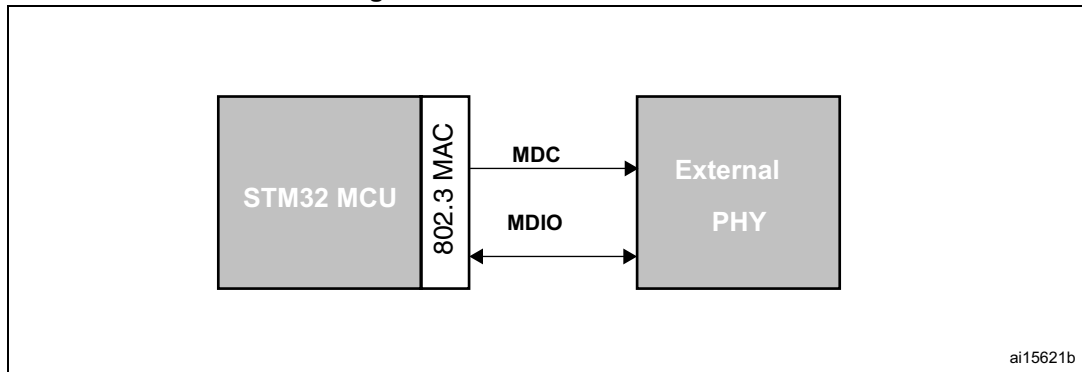 STM32 MCU
802.3 MAC
MDC
MDIO
External
PHY
ai15621b